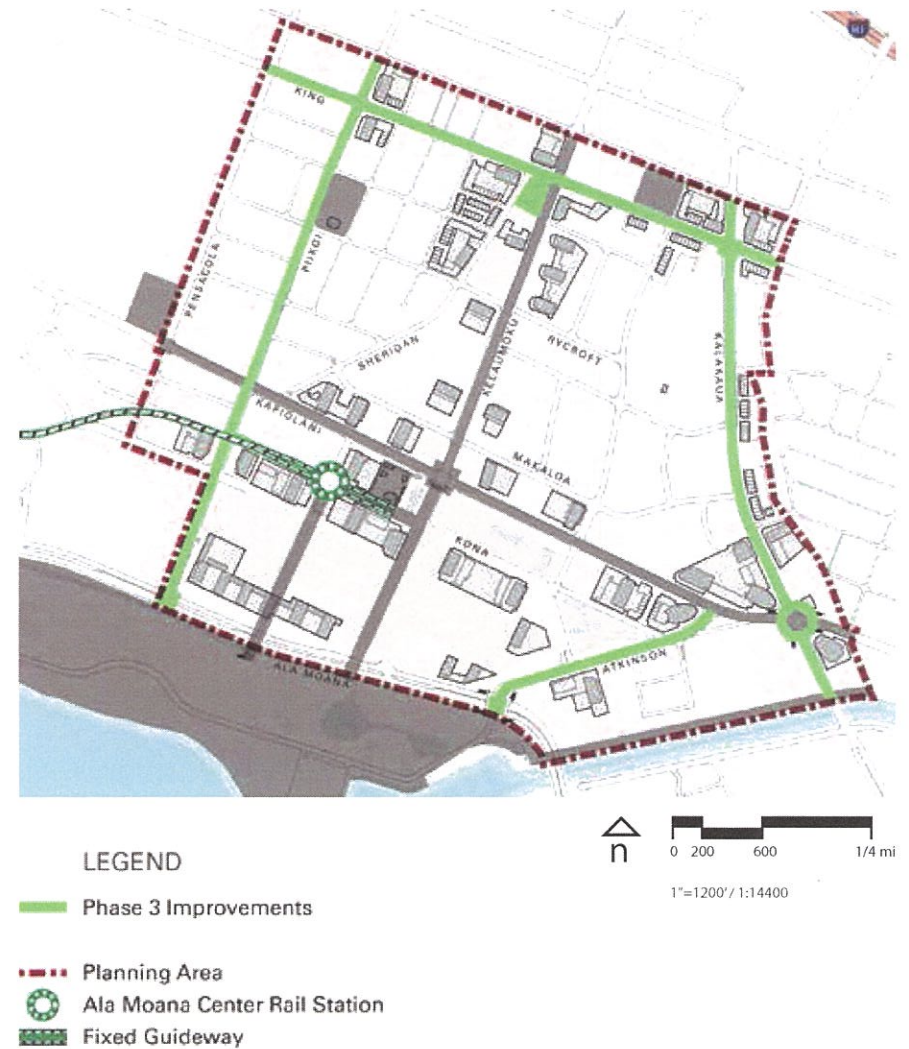 KING
PIIKOI
PENSACOLA
SHERIDAN
KEEAUMOKU
RYCROFT
KALAKAUA
KAPIOLANI
MAKALOA
KONA
ATKINSON
ALA MOANA
n
0 200 600 1/4 mi
1"=1200' / 1:14400
LEGEND
Phase 3 Improvements
Planning Area
Ala Moana Center Rail Station
Fixed Guideway